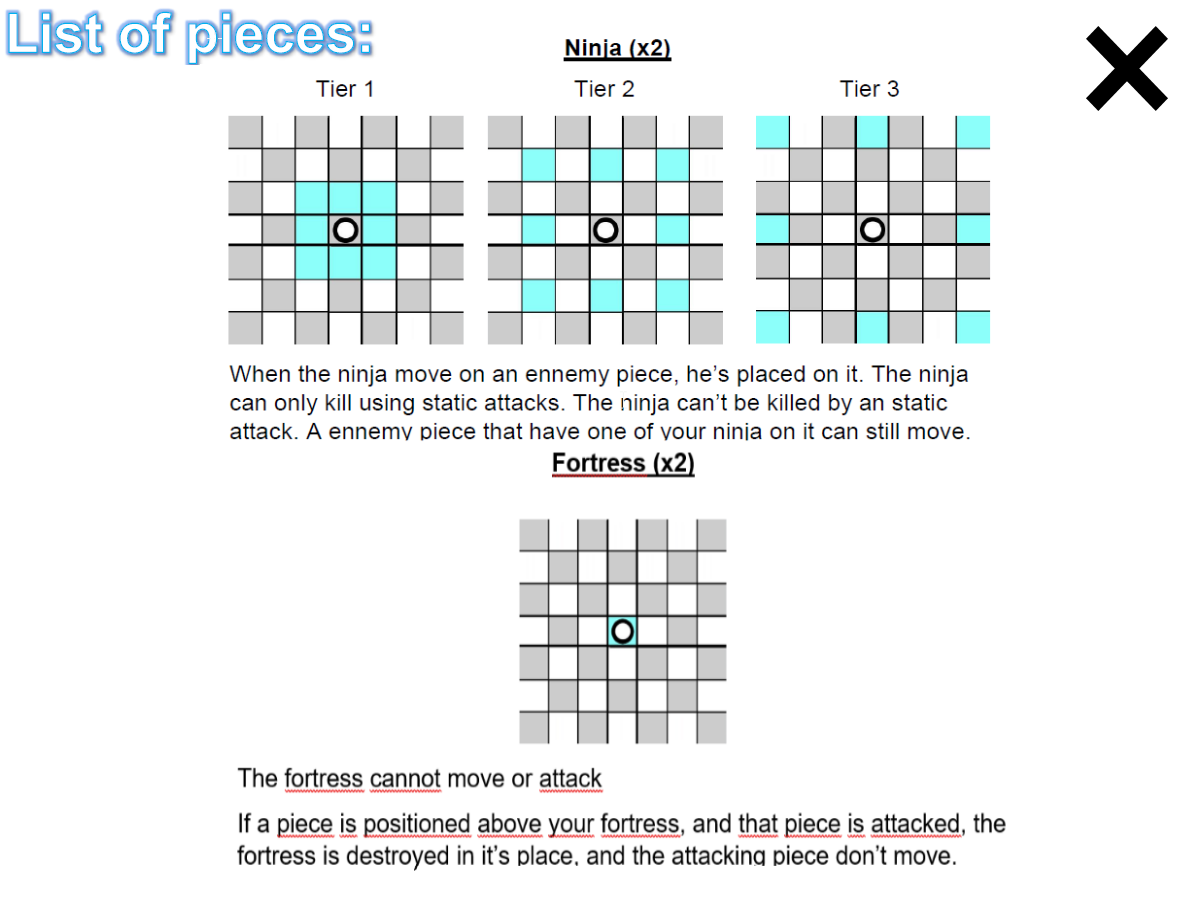 List of pieces:
Ninja (x2)
Tier 1 Tier 2 Tier 3
When the ninja move on an ennemy piece, he's placed on it. The ninja
can only kill using static attacks. The ninja can't be killed by an static
attack. A ennemy piece that have one of your ninja on it can still move.
Fortress (x2)
The fortress cannot move or attack
If a piece is positioned above your fortress, and that piece is attacked, the
fortress is destroyed in it's place, and the attacking piece don't move.